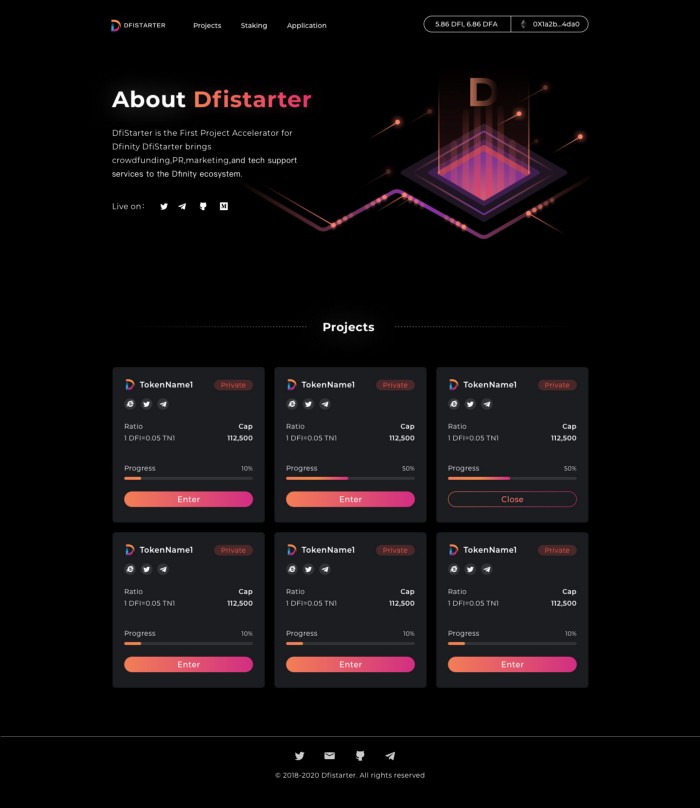 DFISTARTER Projects Staking Application 5.86 DFI, 6.86 DFA 0X1a2b...4da0
About Dfistarter
D
DfiStarter is the First Project Accelerator for
Dfinity DfiStarter brings
crowdfunding,PR,marketing,and tech support
services to the Dfinity ecosystem.
Live on:
Projects
TokenName1 Private
Ratio Cap
1 DFI=0.05 TN1 112,500
Progress 10%
Enter
TokenName1 Private
Ratio Cap
1 DFI=0.05 TN1 112,500
Progress 50%
Enter
TokenName1 Private
Ratio Cap
1 DFI=0.05 TN1 112,500
Progress 50%
Close
TokenName1 Private
Ratio Cap
1 DFI=0.05 TN1 112,500
Progress 10%
Enter
TokenName1 Private
Ratio Cap
1 DFI=0.05 TN1 112,500
Progress 10%
Enter
TokenName1 Private
Ratio Cap
1 DFI=0.05 TN1 112,500
Progress 10%
Enter
© 2018-2020 Dfistarter. All rights reserved